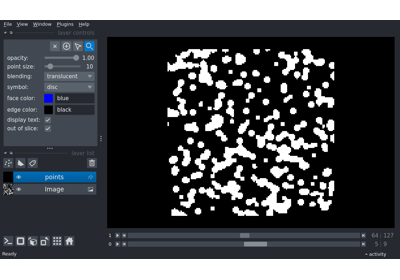 File View Window Plugins Help
layer controls
opacity: 1.00
point size: 10
blending: translucent
symbol: disc
face color: blue
edge color: black
display text:
out of slice:
layer list
points
Image
1 64 127
0 5 9
Ready activity